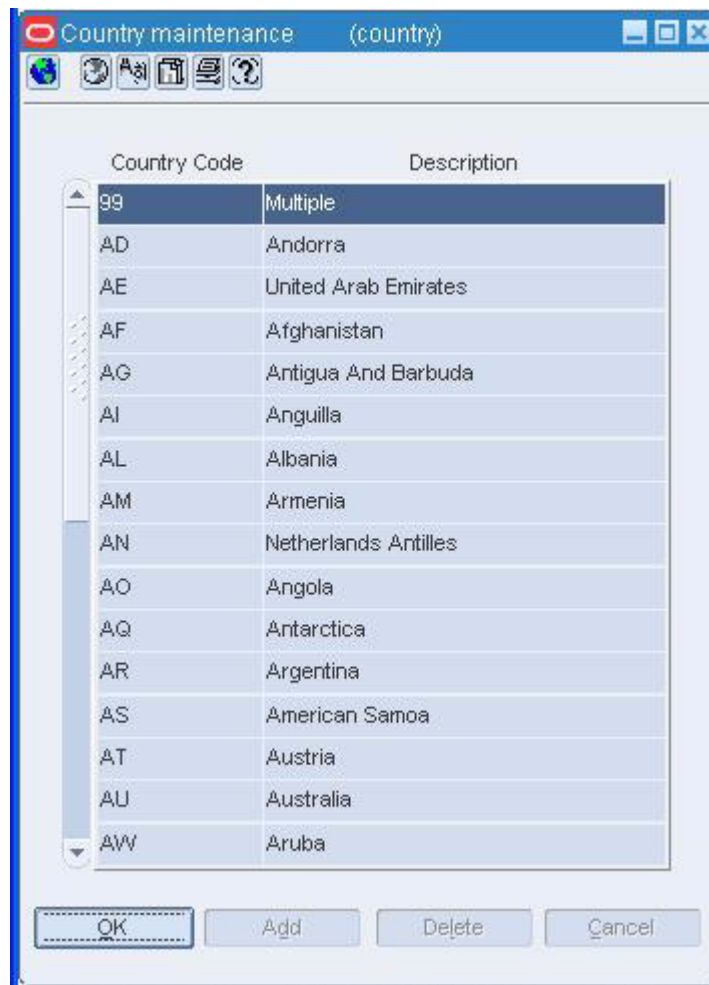 Country maintenance (country)
Country Code Description
99 Multiple
AD Andorra
AE United Arab Emirates
AF Afghanistan
AG Antigua And Barbuda
AI Anguilla
AL Albania
AM Armenia
AN Netherlands Antilles
AO Angola
AQ Antarctica
AR Argentina
AS American Samoa
AT Austria
AU Australia
AW Aruba
OK Add Delete Cancel